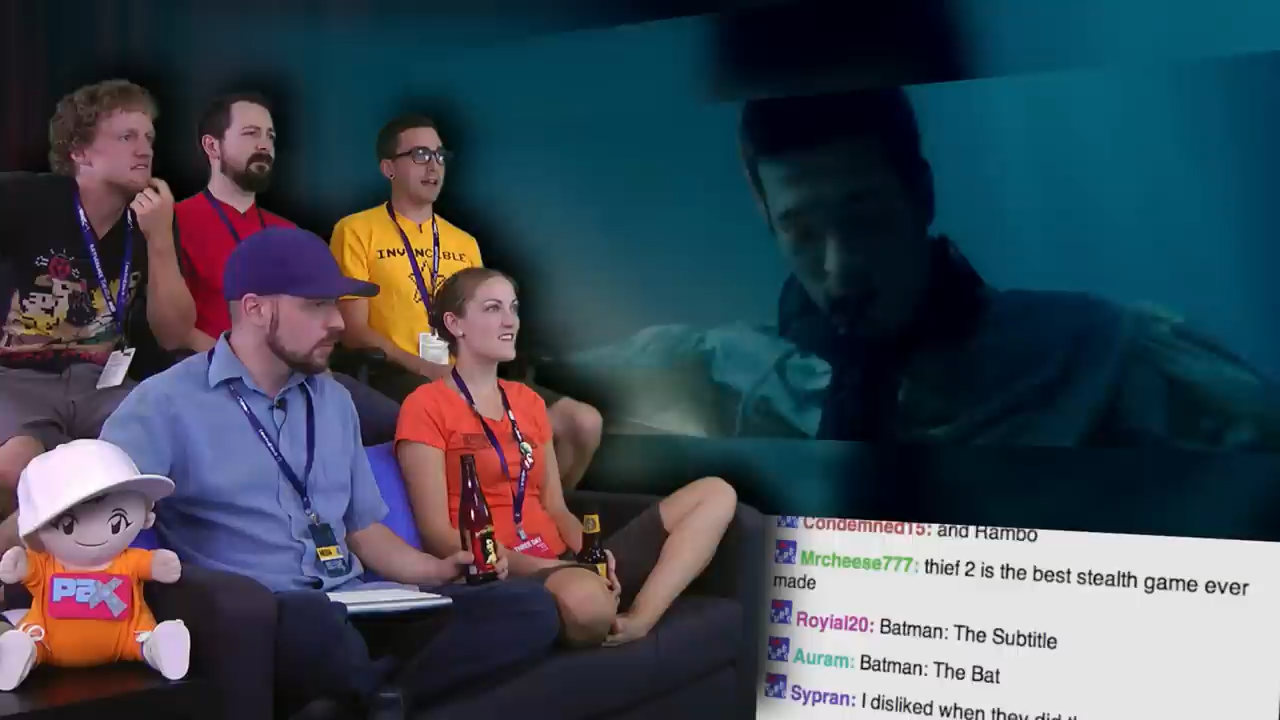 INVINCIBLE
PAX
Condemned15: and Rambo
Mrcheese777: thief 2 is the best stealth game ever
made
Royial20: Batman: The Subtitle
Auram: Batman: The Bat
Sypran: I disliked when they did